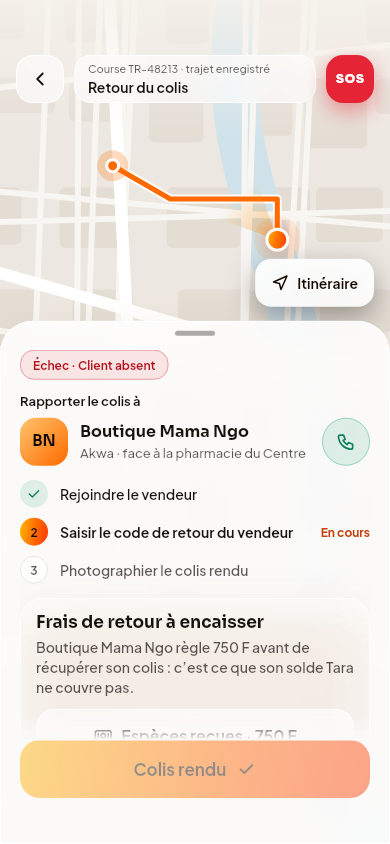 Course TR-48213 · trajet enregistré
Retour du colis
SOS
Itinéraire
Échec · Client absent
Rapporter le colis à
BN
Boutique Mama Ngo
Akwa · face à la pharmacie du Centre
Rejoindre le vendeur
2
Saisir le code de retour du vendeur
En cours
3
Photographier le colis rendu
Frais de retour à encaisser
Boutique Mama Ngo règle 750 F avant de
récupérer son colis : c’est ce que son solde Tara
ne couvre pas.
Espèces reçues · 750 F
Colis rendu